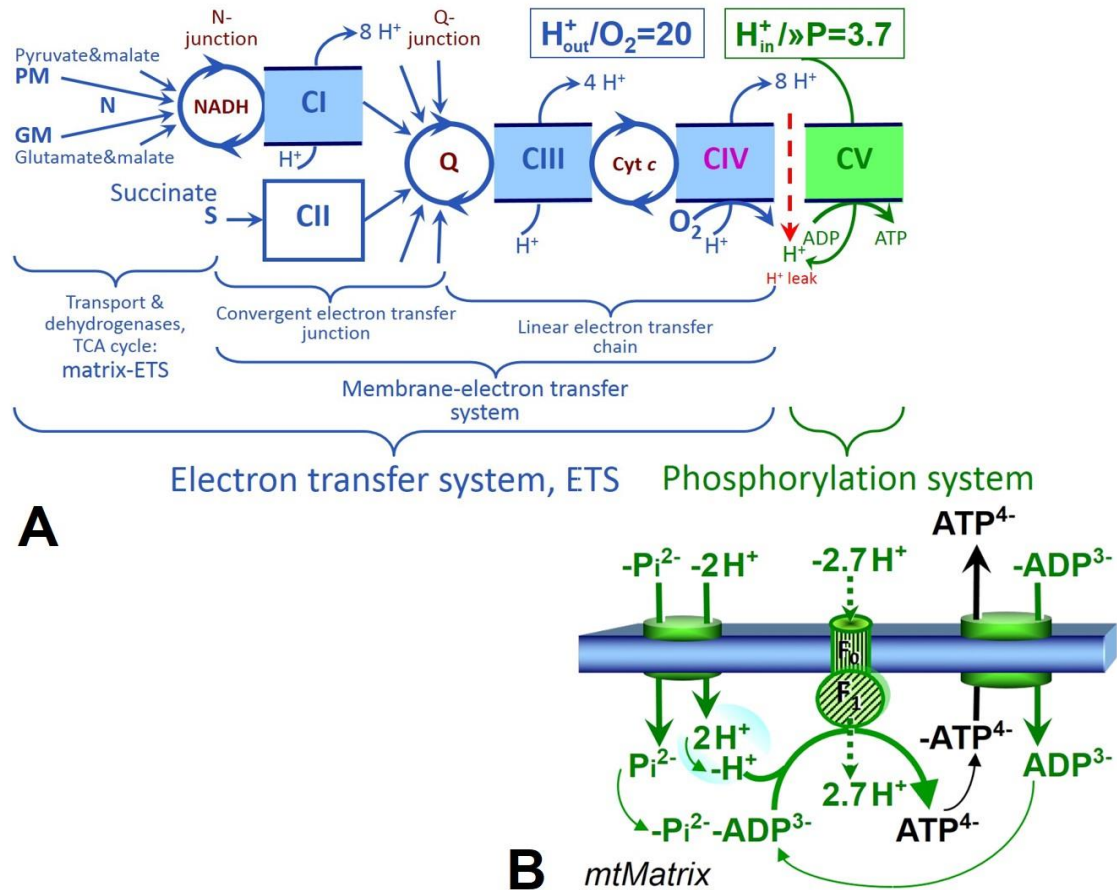 N-
junction
8 H⁺
Q-
junction
H⁺out/O₂=20
H⁺in/»P=3.7
Pyruvate&malate
PM
N
GM
Glutamate&malate
NADH
CI
H⁺
4 H⁺
8 H⁺
Q
CIII
Cyt c
CIV
CV
Succinate
S
CII
H⁺
O₂
H⁺
H⁺
H⁺ leak
ADP
ATP
Transport &
dehydrogenases,
TCA cycle:
matrix-ETS
Convergent electron transfer
junction
Linear electron transfer
chain
Membrane-electron transfer
system
Electron transfer system, ETS
Phosphorylation system
A
ATP⁴⁻
-Pi²⁻ -2H⁺
-2.7H⁺
-ADP³⁻
F₀
F₁
2H⁺
-H⁺
Pi²⁻
2.7H⁺
-ATP⁴⁻
ADP³⁻
-Pi²⁻-ADP³⁻
ATP⁴⁻
B
mtMatrix